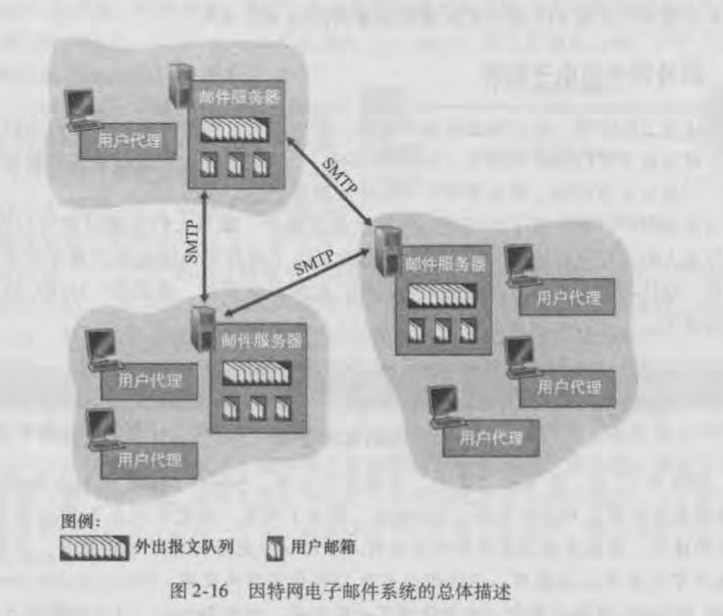 邮件服务器
用户代理
SMTP
SMTP
SMTP
邮件服务器
用户代理
邮件服务器
用户代理
用户代理
用户代理
用户代理
图例：
外出报文队列 用户邮箱
图 2-16 因特网电子邮件系统的总体描述